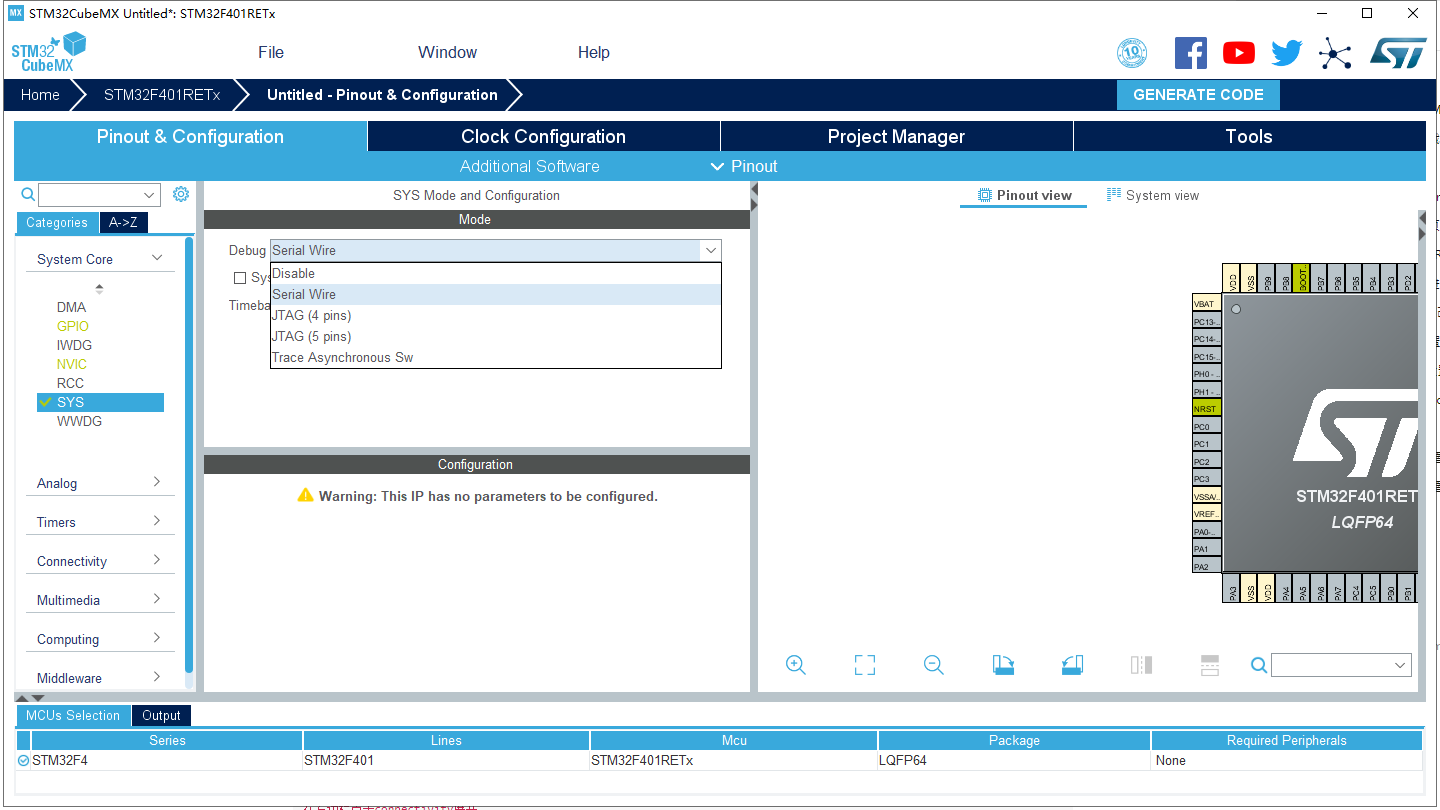 MX STM32CubeMX Untitled*: STM32F401RETx
STM32
CubeMX
File
Window
Help
10
Home
STM32F401RETx
Untitled - Pinout & Configuration
GENERATE CODE
Pinout & Configuration
Clock Configuration
Project Manager
Tools
Additional Software
Pinout
Categories
A->Z
System Core
DMA
GPIO
IWDG
NVIC
RCC
SYS
WWDG
Analog
Timers
Connectivity
Multimedia
Computing
Middleware
SYS Mode and Configuration
Mode
Debug Serial Wire
Disable
Serial Wire
JTAG (4 pins)
JTAG (5 pins)
Trace Asynchronous Sw
Configuration
Warning: This IP has no parameters to be configured.
Pinout view
System view
VDD VSS PB9 PB8 BOOT.. PB7 PB6 PB5 PB4 PB3 PD2
VBAT
PC13-..
PC14-..
PC15-..
PH0 -..
PH1 -..
NRST
PC0
PC1
PC2
PC3
VSSA/..
VREF..
PA0-..
PA1
PA2
STM32F401RET
LQFP64
PA3 VSS VDD PA4 PA5 PA6 PA7 PC4 PC5 PB0 PB1
MCUs Selection
Output
Series Lines Mcu Package Required Peripherals
STM32F4 STM32F401 STM32F401RETx LQFP64 None